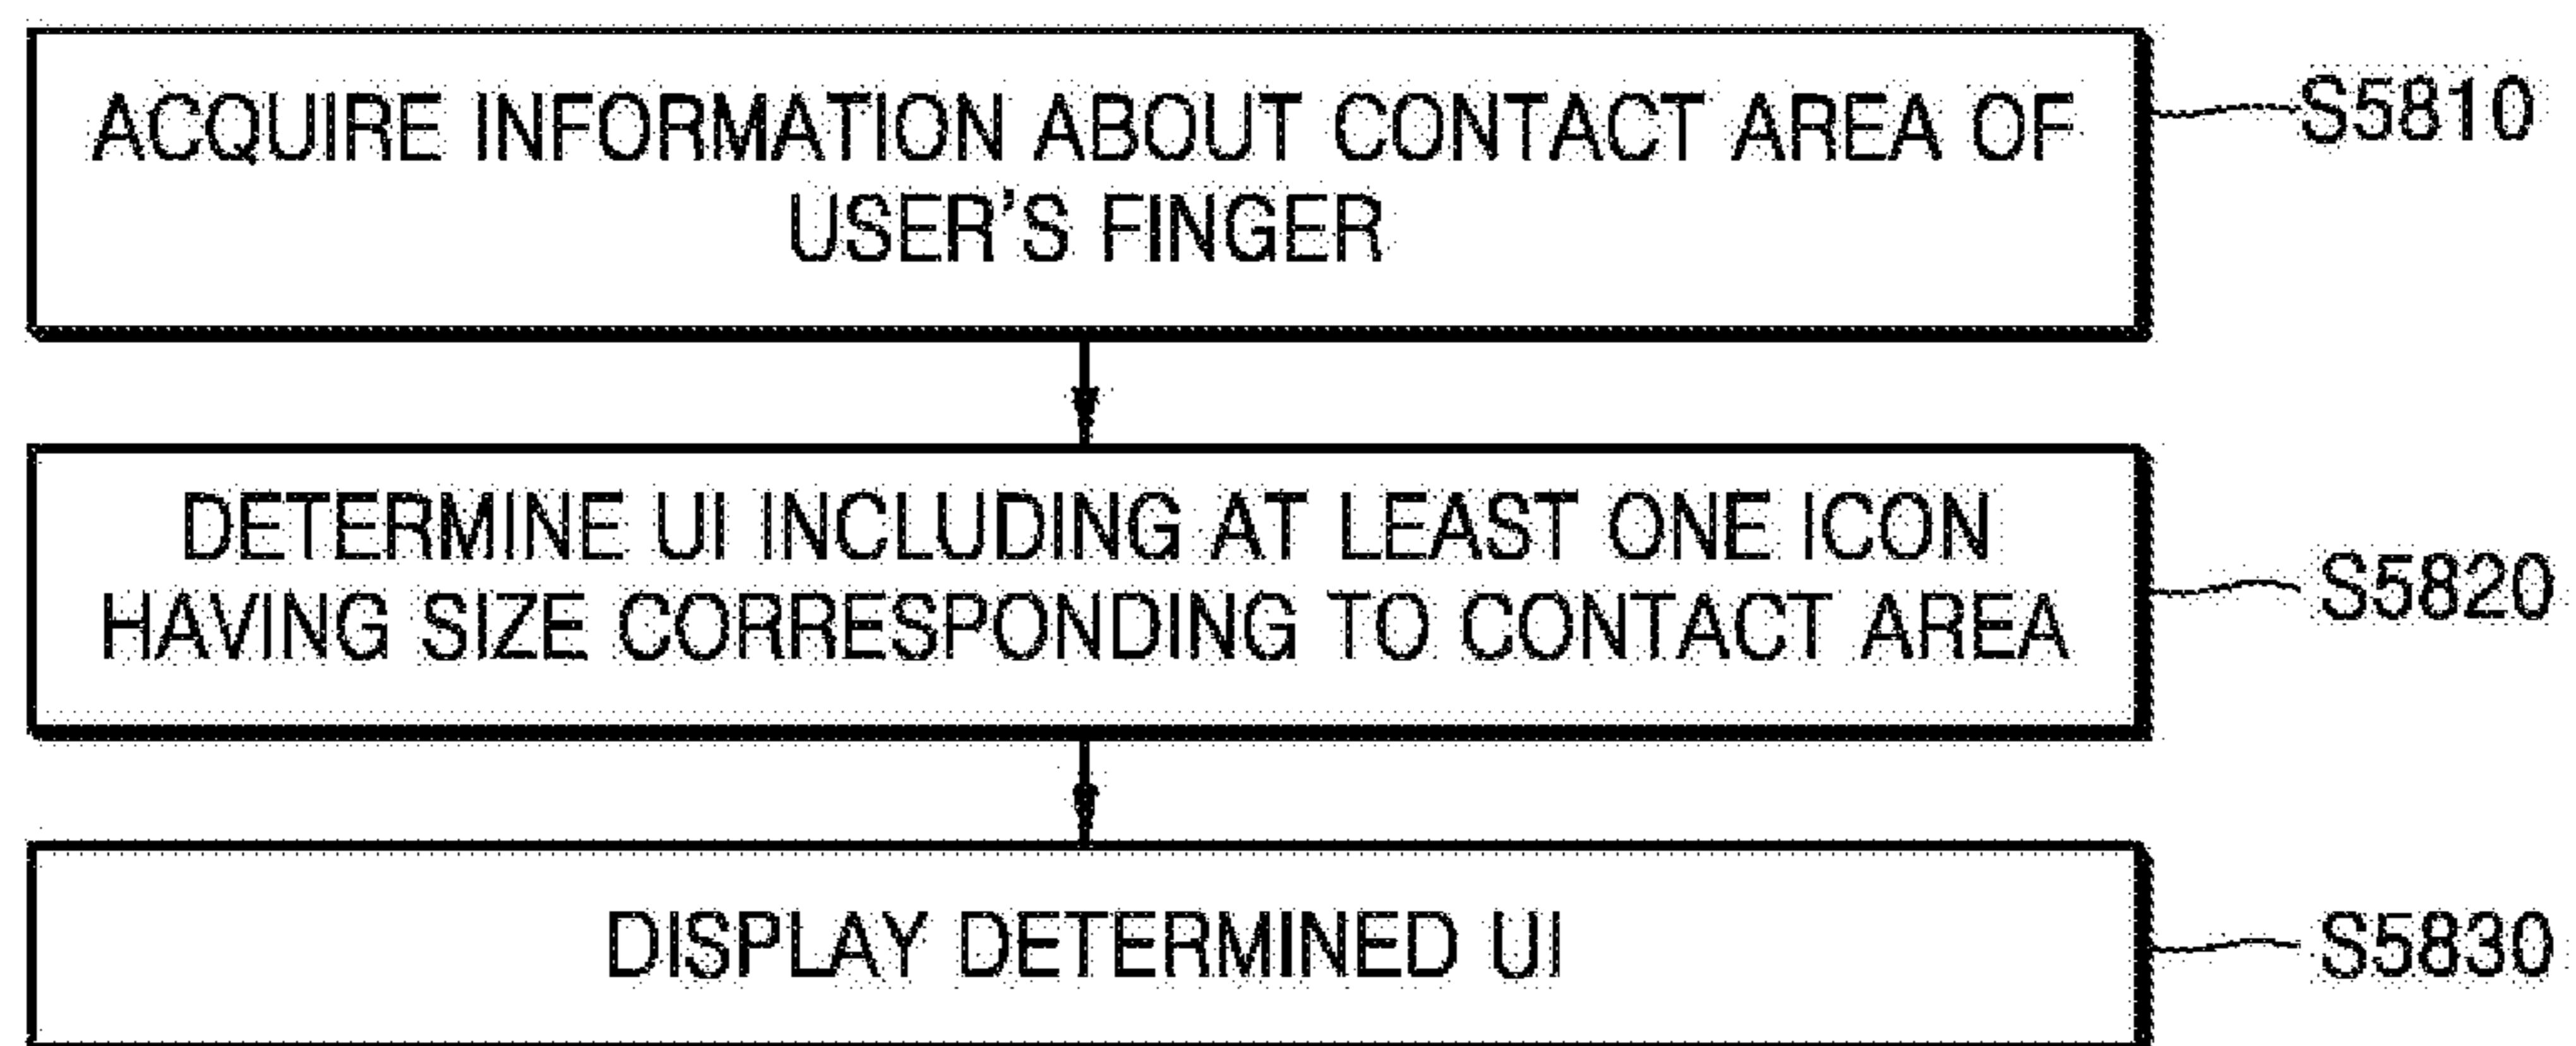 ACQUIRE INFORMATION ABOUT CONTACT AREA OF
USER'S FINGER
S5810
DETERMINE UI INCLUDING AT LEAST ONE ICON
HAVING SIZE CORRESPONDING TO CONTACT AREA
S5820
DISPLAY DETERMINED UI
S5830